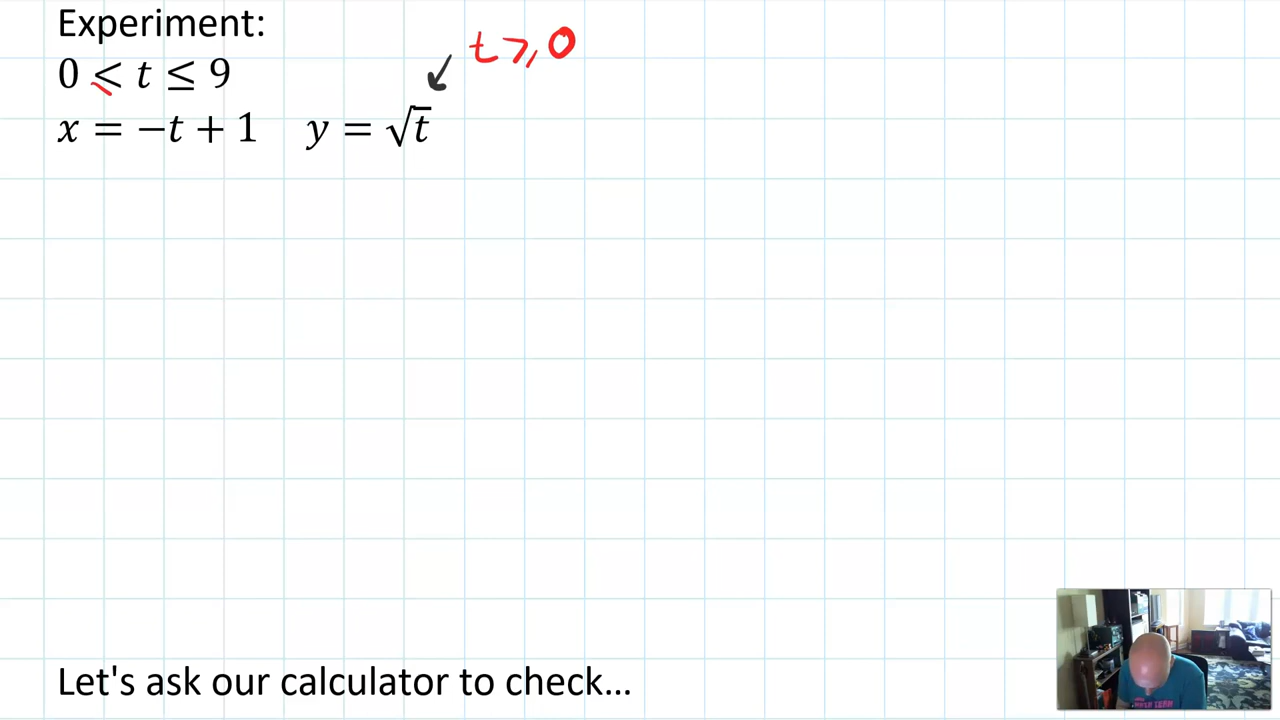 Experiment:
t ≥ 0
0 ≤ t ≤ 9
x = −t + 1 y = √t
Let's ask our calculator to check...